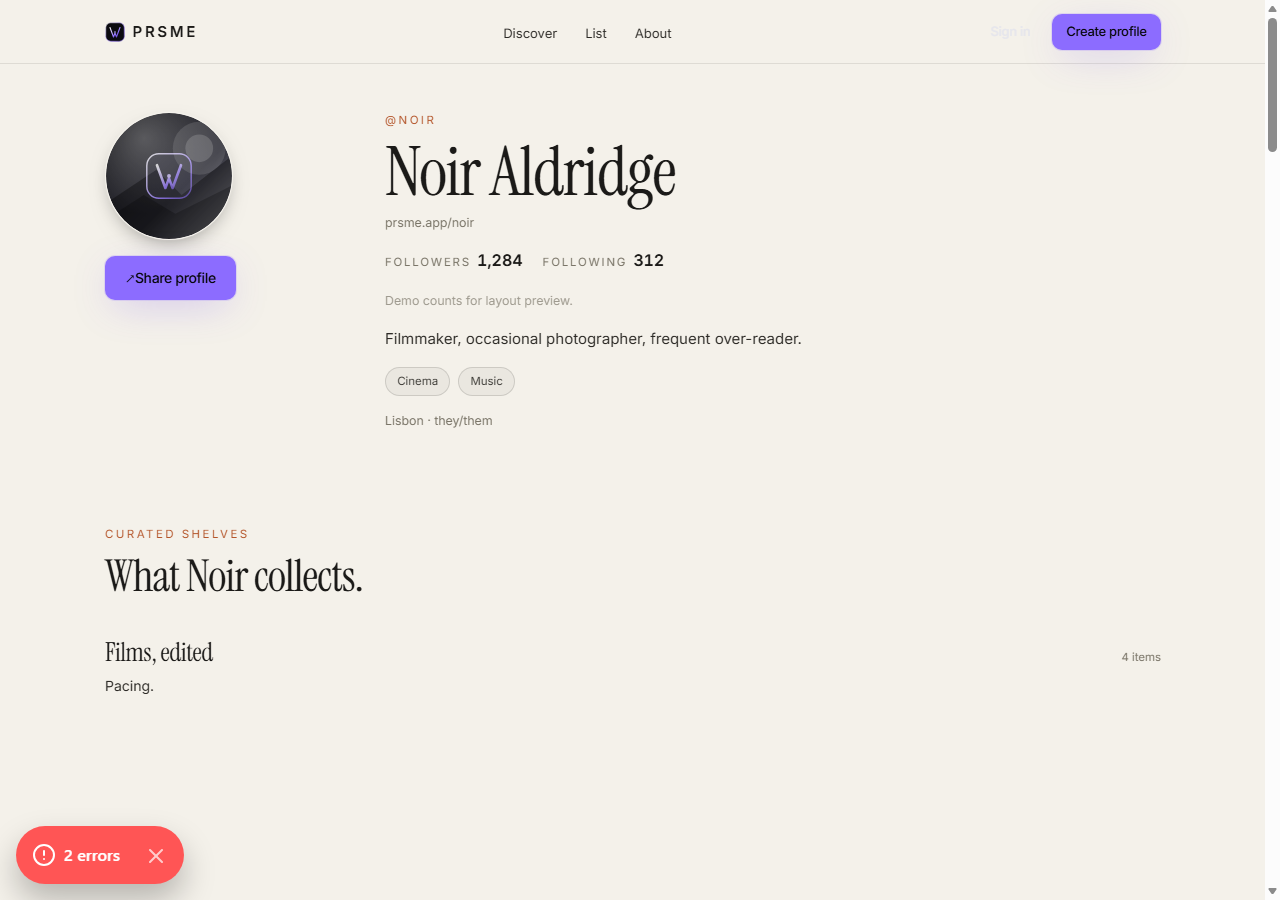 PRSME
Discover
List
About
Sign in
Create profile
@NOIR
Noir Aldridge
prsme.app/noir
FOLLOWERS 1,284 FOLLOWING 312
Demo counts for layout preview.
Filmmaker, occasional photographer, frequent over-reader.
Cinema
Music
Lisbon · they/them
↗Share profile
CURATED SHELVES
What Noir collects.
Films, edited
4 items
Pacing.
2 errors